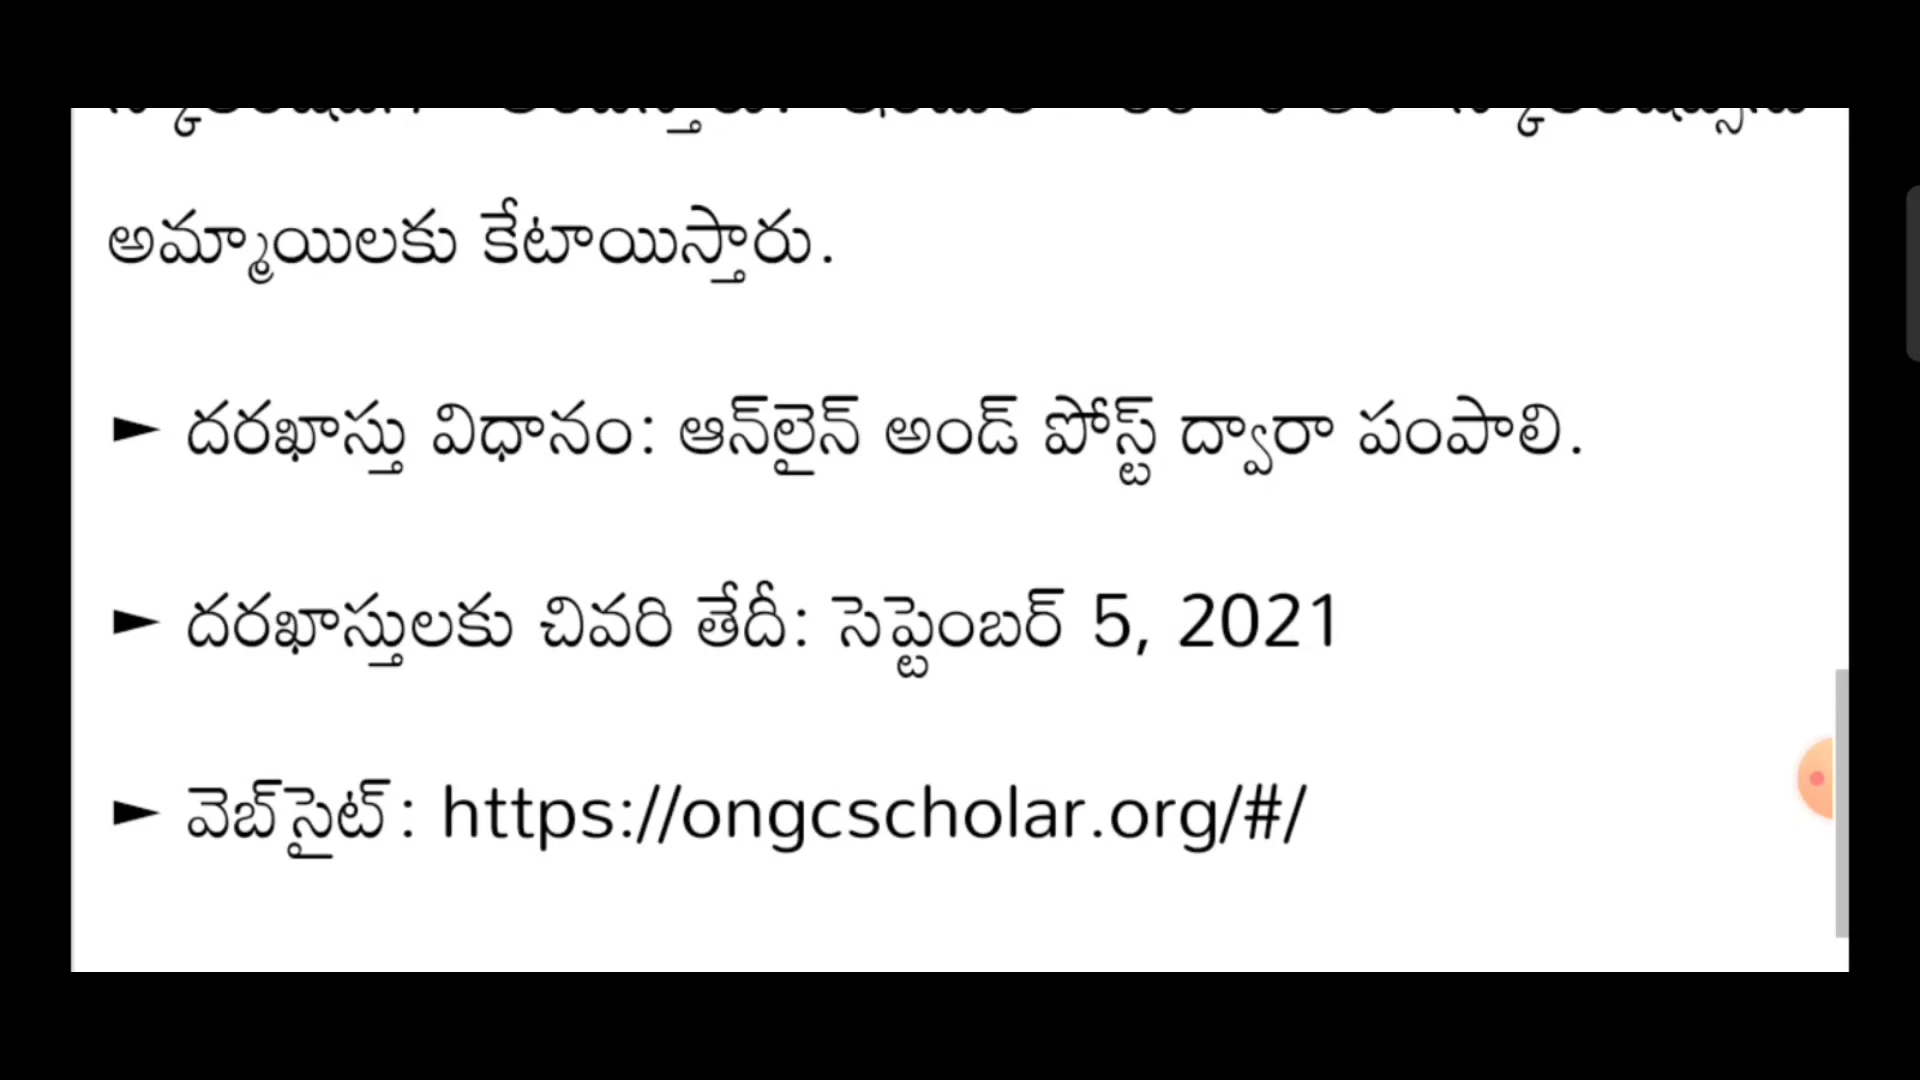 అమ్మాయిలకు కేటాయిస్తారు.
► దరఖాస్తు విధానం: ఆన్‌లైన్ అండ్ పోస్ట్ ద్వారా పంపాలి.
► దరఖాస్తులకు చివరి తేదీ: సెప్టెంబర్ 5, 2021
► వెబ్‌సైట్: https://ongcscholar.org/#/